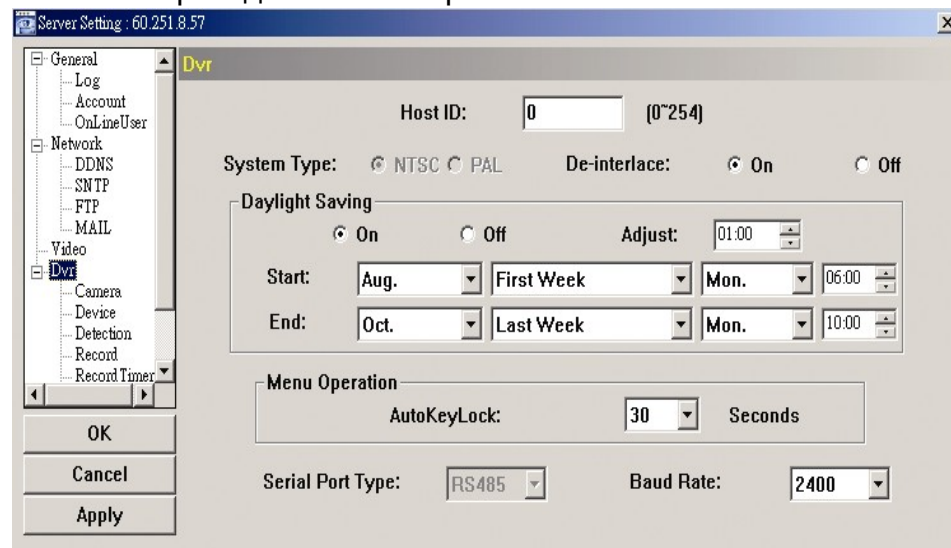 Server Setting : 60.251.8.57
General
Log
Account
OnLineUser
Network
DDNS
SNTP
FTP
MAIL
Video
Dvr
Camera
Device
Detection
Record
Record Timer
OK
Cancel
Apply
Dvr
Host ID: 0 (0~254)
System Type: NTSC PAL De-interlace: On Off
Daylight Saving
On Off Adjust: 01:00
Start: Aug. First Week Mon. 06:00
End: Oct. Last Week Mon. 10:00
Menu Operation
AutoKeyLock: 30 Seconds
Serial Port Type: RS485 Baud Rate: 2400